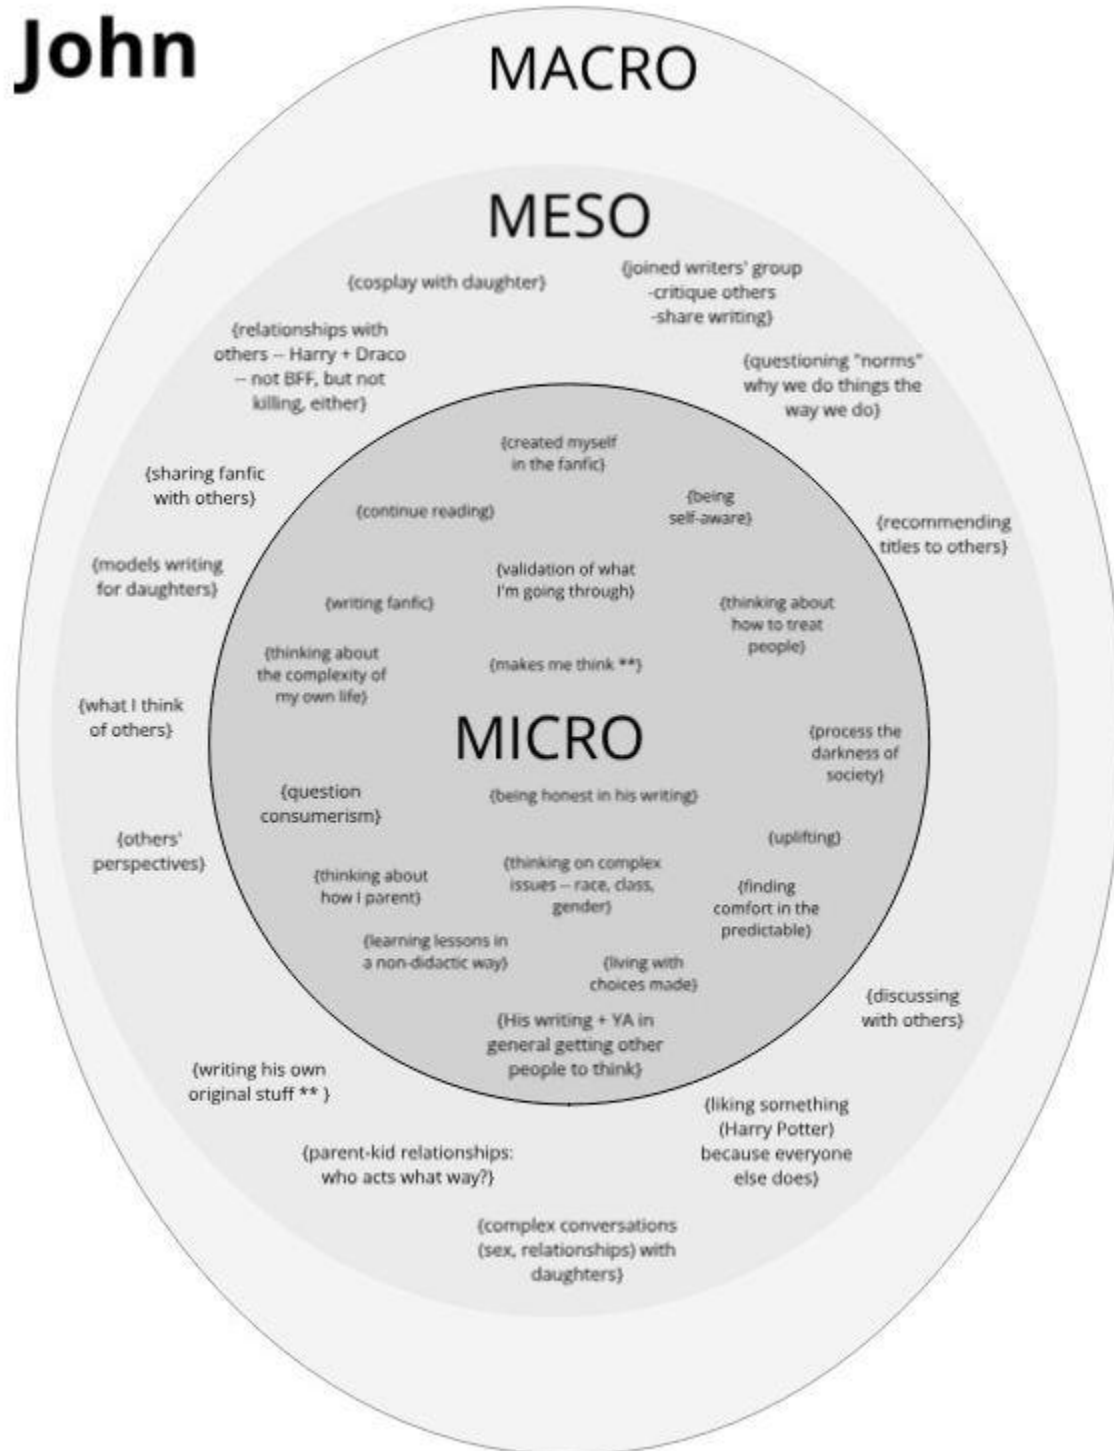 John
MACRO
MESO
{cosplay with daughter}
{joined writers' group
-critique others
-share writing}
{relationships with
others -- Harry + Draco
-- not BFF, but not
killing, either}
{questioning "norms"
why we do things the
way we do}
{sharing fanfic
with others}
{recommending
titles to others}
{models writing
for daughters}
{what I think
of others}
{others'
perspectives}
{created myself
in the fanfic}
{continue reading}
{being
self-aware}
{validation of what
I'm going through}
{writing fanfic}
{thinking about
how to treat
people}
{thinking about
the complexity of
my own life}
{makes me think **}
MICRO
{process the
darkness of
society}
{question
consumerism}
{being honest in his writing}
{uplifting}
{thinking about
how I parent}
{thinking on complex
issues -- race, class,
gender}
{finding
comfort in the
predictable}
{learning lessons in
a non-didactic way}
{living with
choices made}
{His writing + YA in
general getting other
people to think}
{discussing
with others}
{writing his own
original stuff ** }
{liking something
(Harry Potter)
because everyone
else does}
{parent-kid relationships:
who acts what way?}
{complex conversations
(sex, relationships) with
daughters}